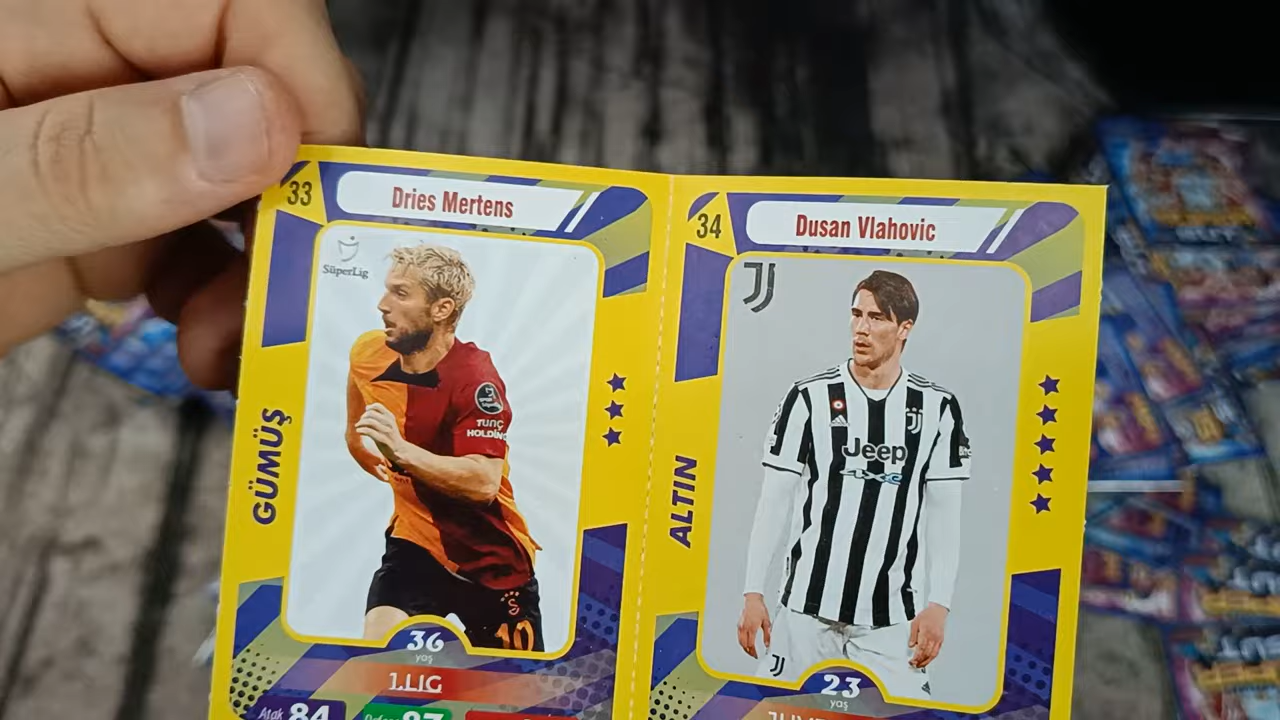 33
Dries Mertens
SüperLig
GÜMÜŞ
TUNÇ
HOLDING
10
36
yaş
1.LIG
Atak 84
34
Dusan Vlahovic
ALTIN
Jeep
4xe
23
yaş